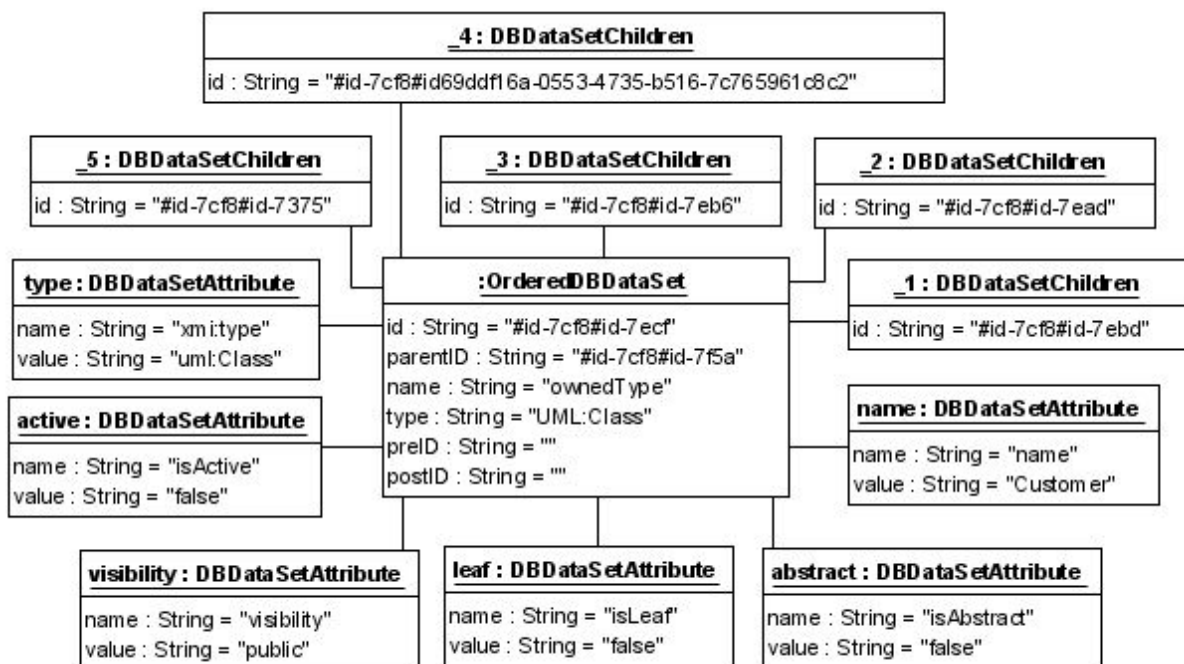 _4 : DBDataSetChildren
id : String = "#id-7cf8#id69ddf16a-0553-4735-b516-7c765961c8c2"
_5 : DBDataSetChildren
id : String = "#id-7cf8#id-7375"
_3 : DBDataSetChildren
id : String = "#id-7cf8#id-7eb6"
_2 : DBDataSetChildren
id : String = "#id-7cf8#id-7ead"
type : DBDataSetAttribute
name : String = "xmi:type"
value : String = "uml:Class"
:OrderedDBDataSet
id : String = "#id-7cf8#id-7ecf"
parentID : String = "#id-7cf8#id-7f5a"
name : String = "ownedType"
type : String = "UML:Class"
preID : String = ""
postID : String = ""
_1 : DBDataSetChildren
id : String = "#id-7cf8#id-7ebd"
active : DBDataSetAttribute
name : String = "isActive"
value : String = "false"
name : DBDataSetAttribute
name : String = "name"
value : String = "Customer"
visibility : DBDataSetAttribute
name : String = "visibility"
value : String = "public"
leaf : DBDataSetAttribute
name : String = "isLeaf"
value : String = "false"
abstract : DBDataSetAttribute
name : String = "isAbstract"
value : String = "false"